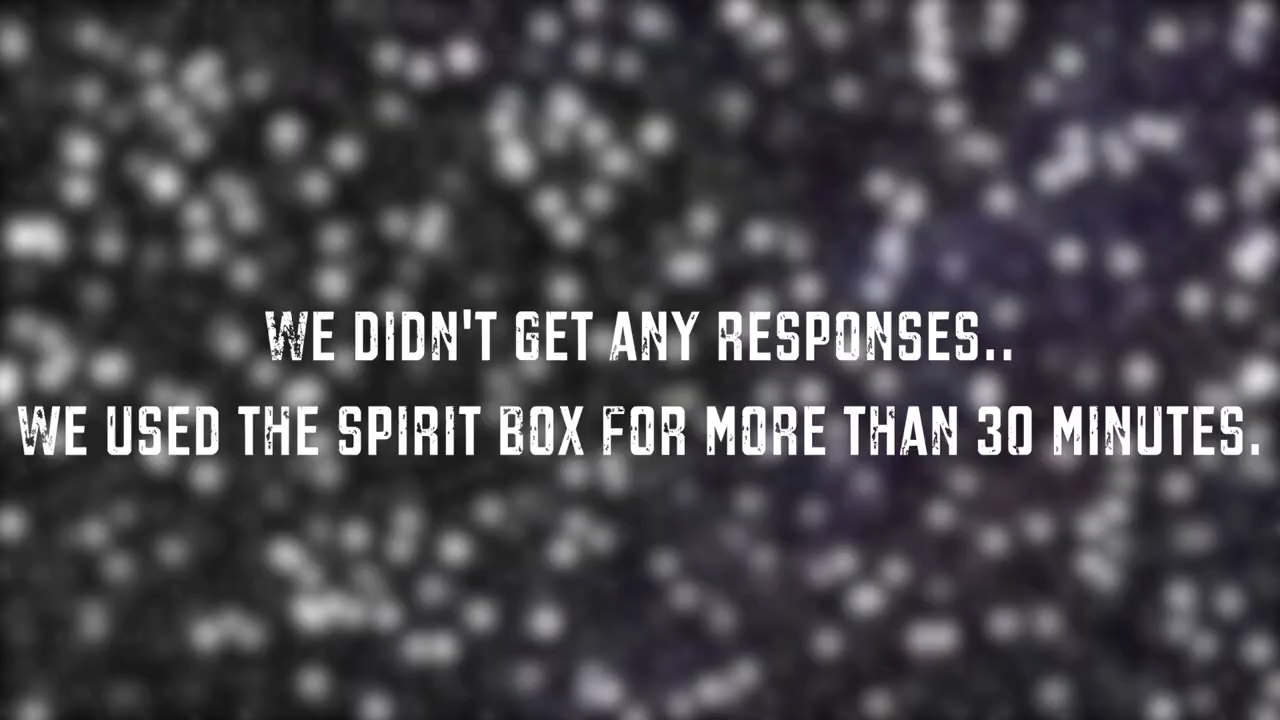 WE DIDN'T GET ANY RESPONSES..
WE USED THE SPIRIT BOX FOR MORE THAN 30 MINUTES.